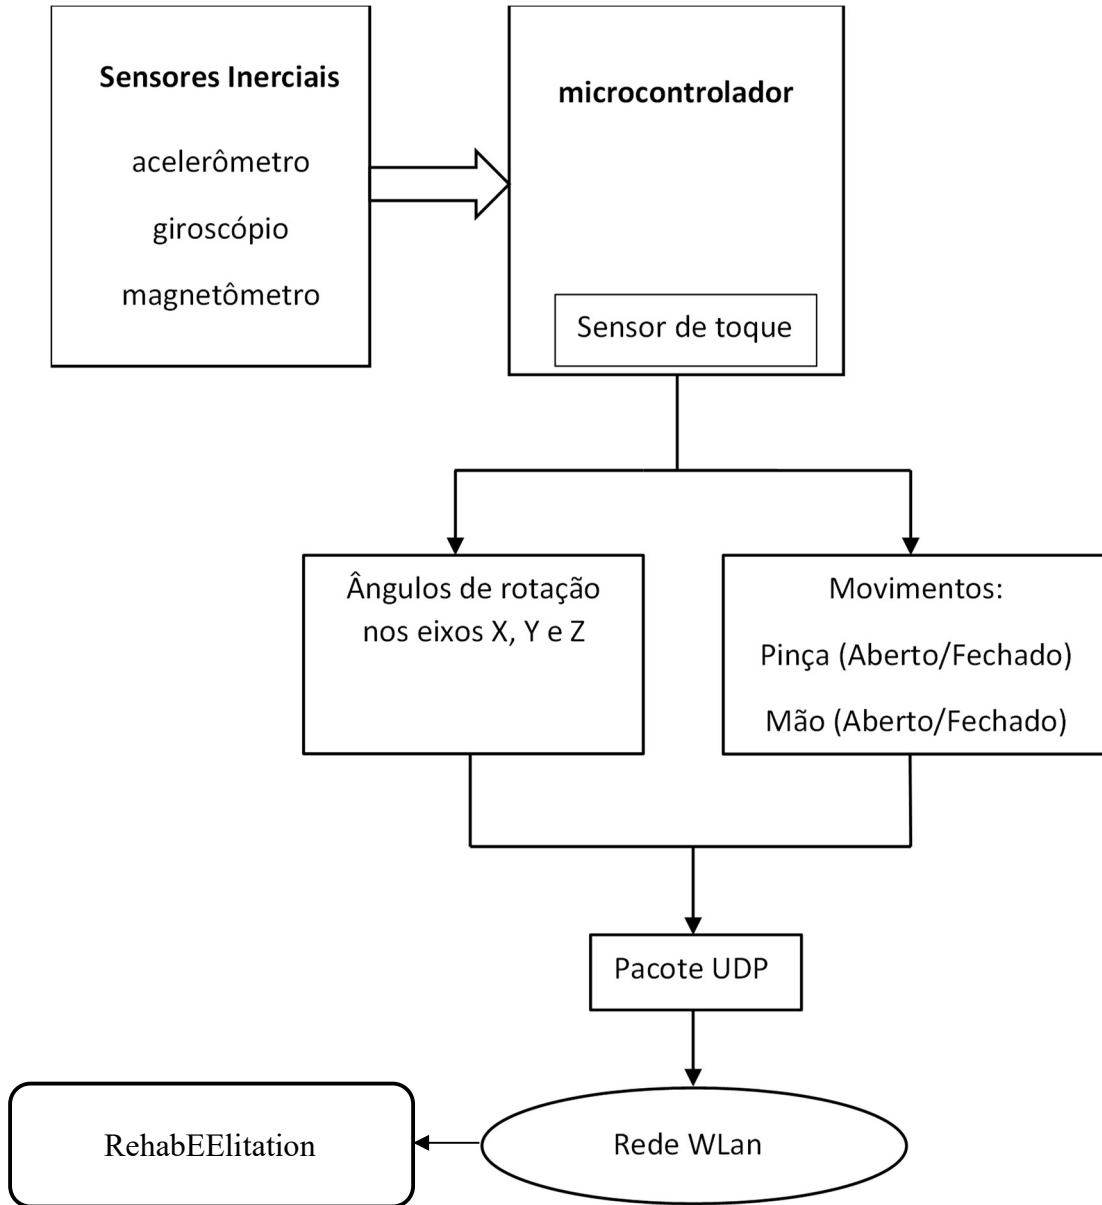 Sensores Inerciais
acelerômetro
giroscópio
magnetômetro
microcontrolador
Sensor de toque
Ângulos de rotação
nos eixos X, Y e Z
Movimentos:
Pinça (Aberto/Fechado)
Mão (Aberto/Fechado)
Pacote UDP
Rede WLan
RehabEElitation